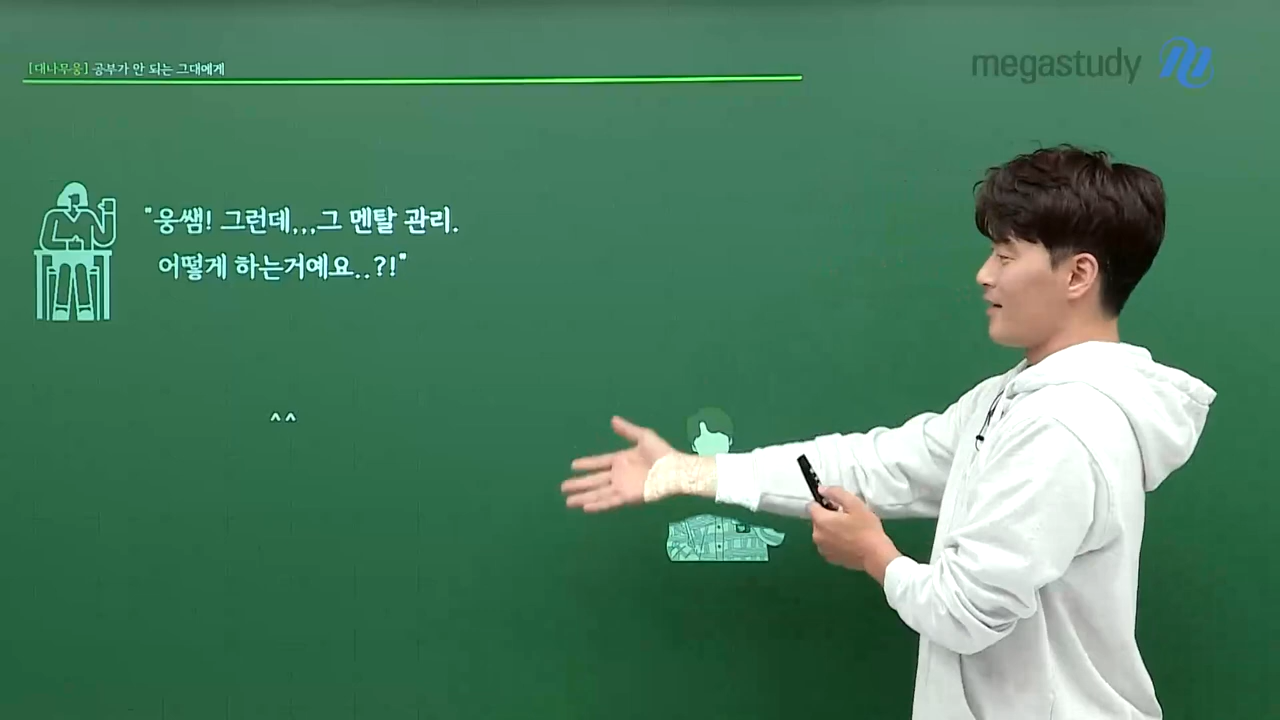 [대나무웅] 공부가 안 되는 그대에게
megastudy
"웅쌤! 그런데,,,그 멘탈 관리.
어떻게 하는거예요..?!"
^^